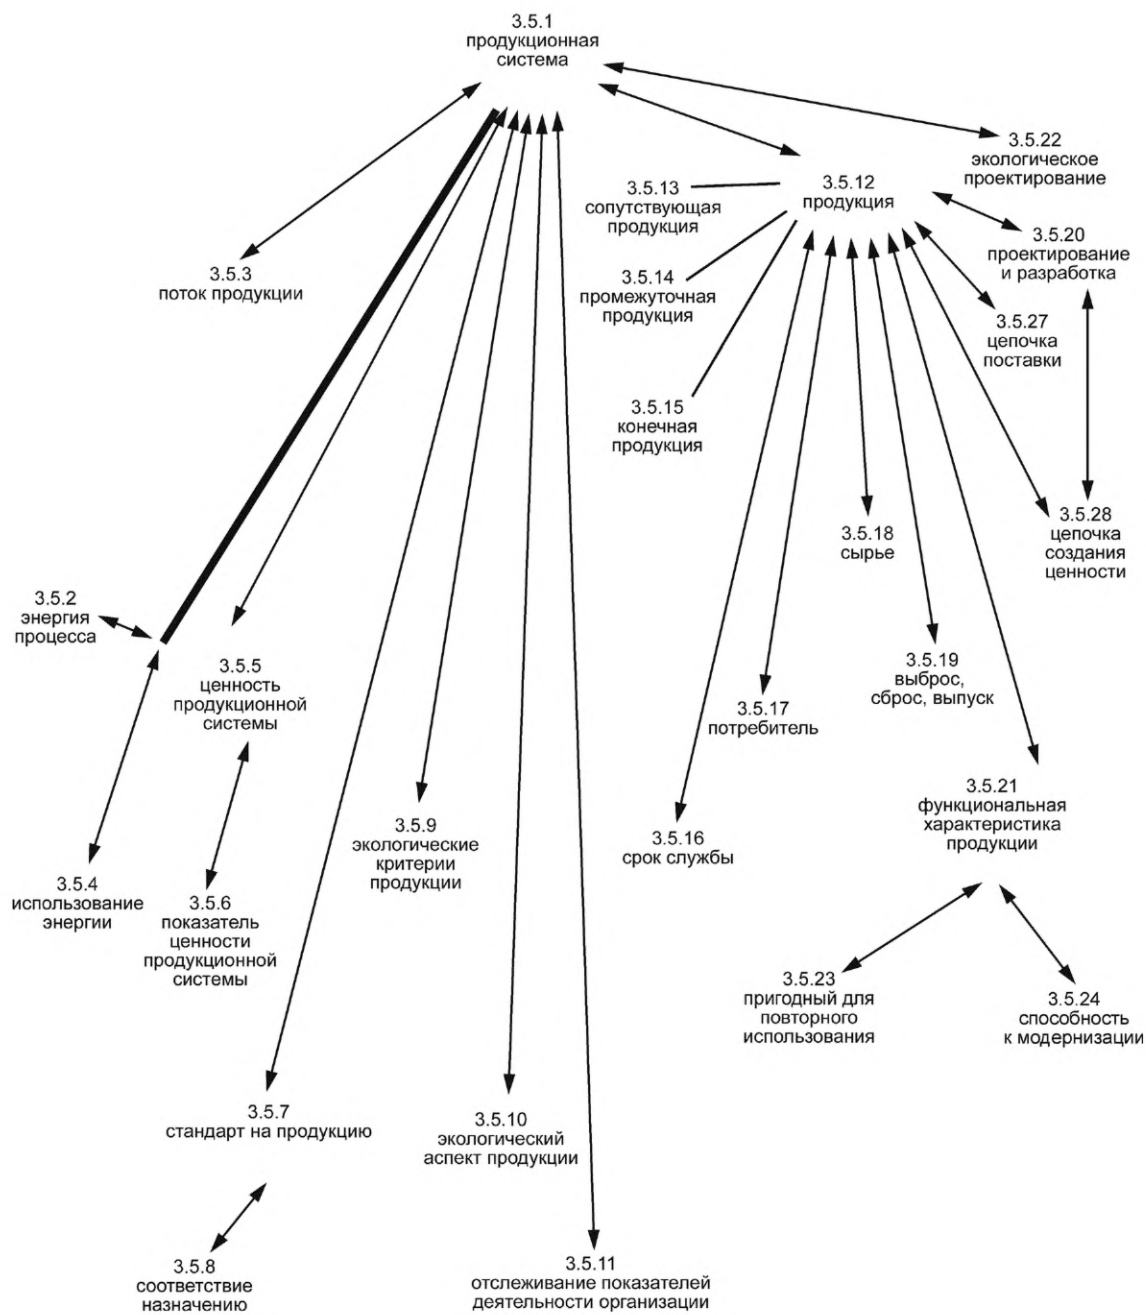 3.5.1
продукционная
система
3.5.22
экологическое
проектирование
3.5.13
сопутствующая
продукция
3.5.12
продукция
3.5.20
проектирование
и разработка
3.5.3
поток продукции
3.5.14
промежуточная
продукция
3.5.27
цепочка
поставки
3.5.15
конечная
продукция
3.5.18
сырье
3.5.28
цепочка
создания
ценности
3.5.2
энергия
процесса
3.5.5
ценность
продукционной
системы
3.5.17
потребитель
3.5.19
выброс,
сброс, выпуск
3.5.21
функциональная
характеристика
продукции
3.5.9
экологические
критерии
продукции
3.5.16
срок службы
3.5.4
использование
энергии
3.5.6
показатель
ценности
продукционной
системы
3.5.23
пригодный для
повторного
использования
3.5.24
способность
к модернизации
3.5.7
стандарт на продукцию
3.5.10
экологический
аспект продукции
3.5.8
соответствие
назначению
3.5.11
отслеживание показателей
деятельности организации